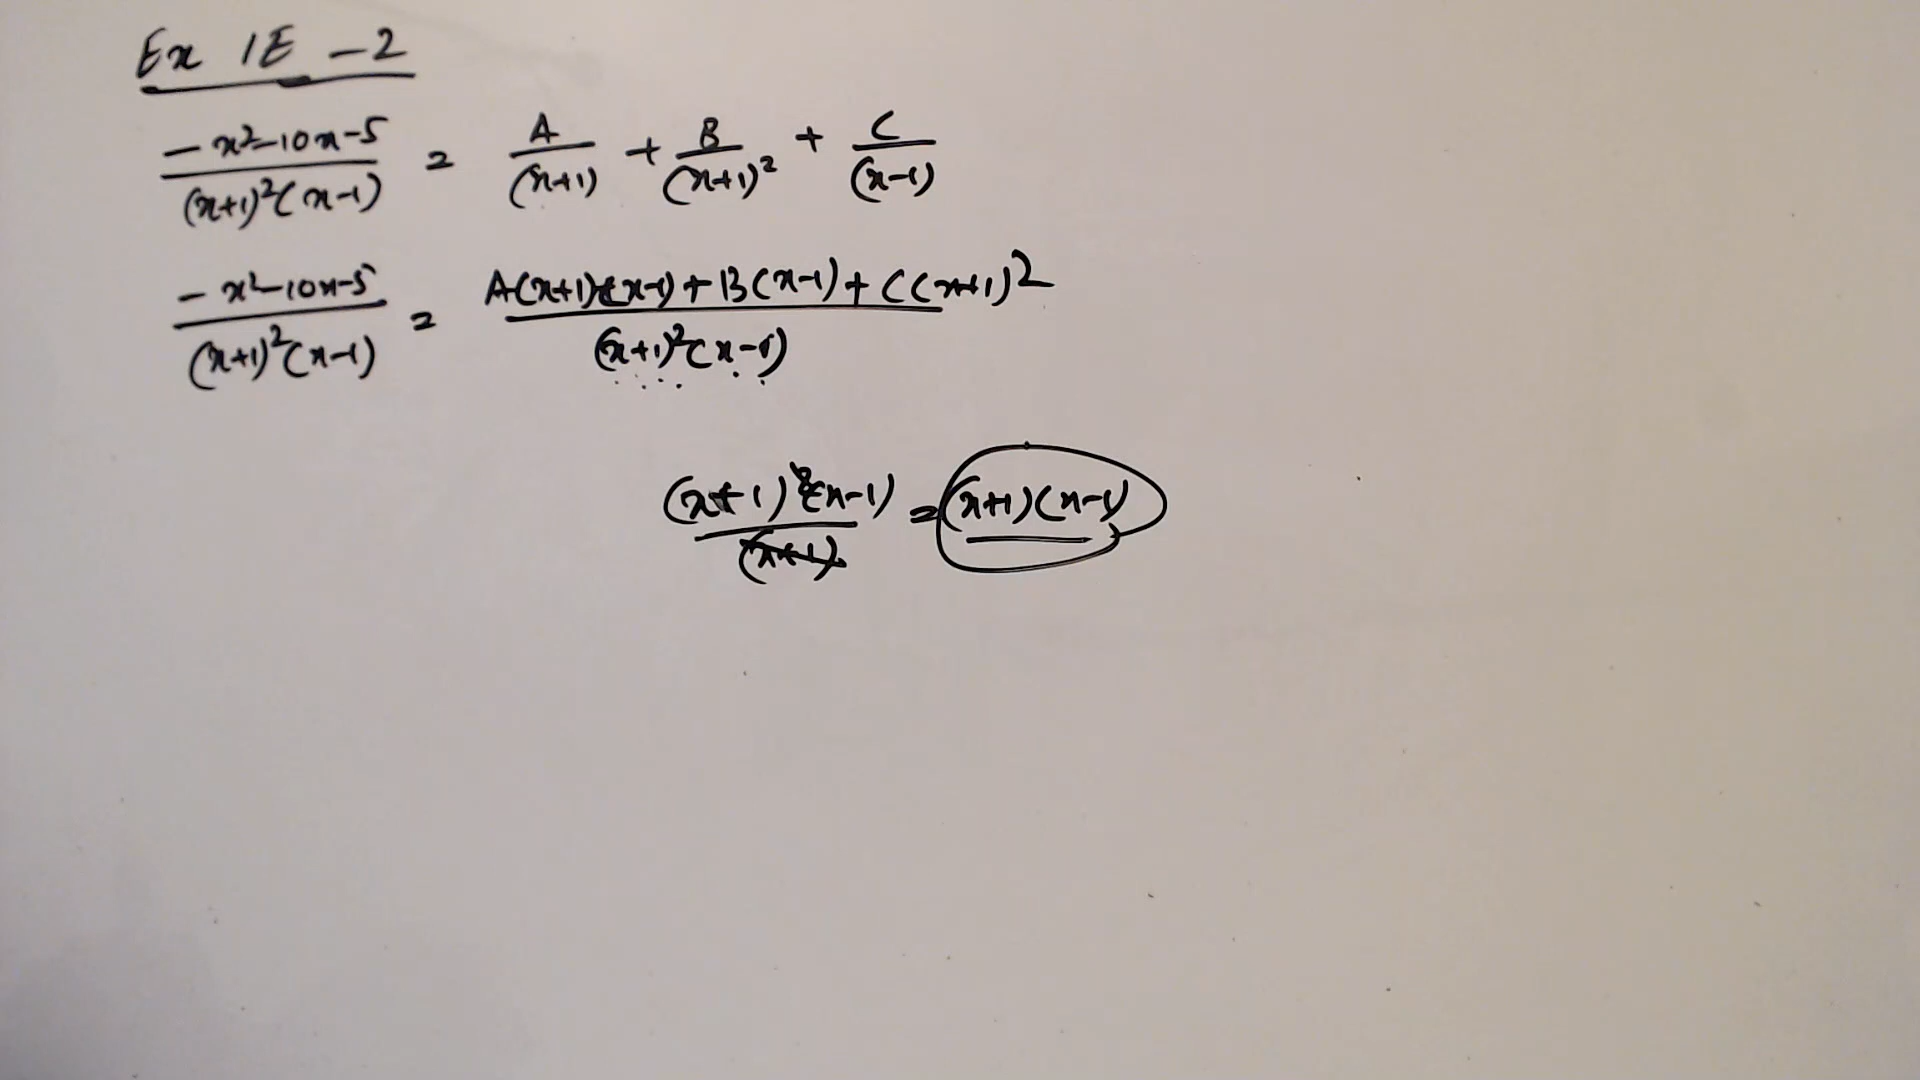 Ex 1E -2
-x²-10x-5 / (x+1)²(x-1) = A / (x+1) + B / (x+1)² + C / (x-1)
-x²-10x-5 / (x+1)²(x-1) = A(x+1)(x-1) + B(x-1) + C(x+1)² / (x+1)²(x-1)
(x+1)²(x-1) / (x+1) = (x+1)(x-1)